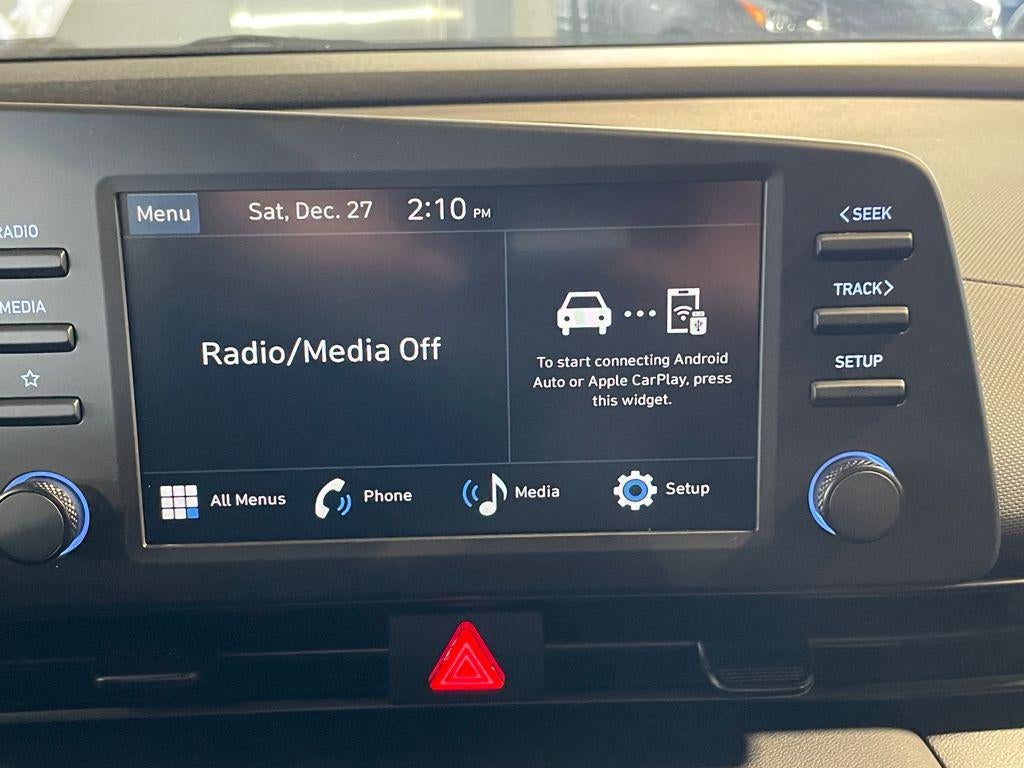 Menu Sat, Dec. 27 2:10 PM
RADIO
MEDIA
Radio/Media Off
To start connecting Android
Auto or Apple CarPlay, press
this widget.
< SEEK
TRACK >
SETUP
All Menus Phone Media Setup